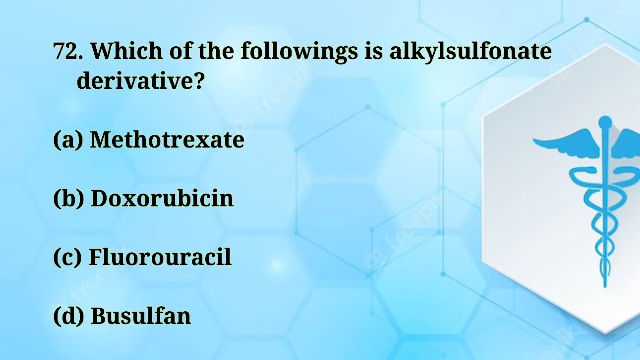 72. Which of the followings is alkylsulfonate
derivative?
(a) Methotrexate
(b) Doxorubicin
(c) Fluorouracil
(d) Busulfan